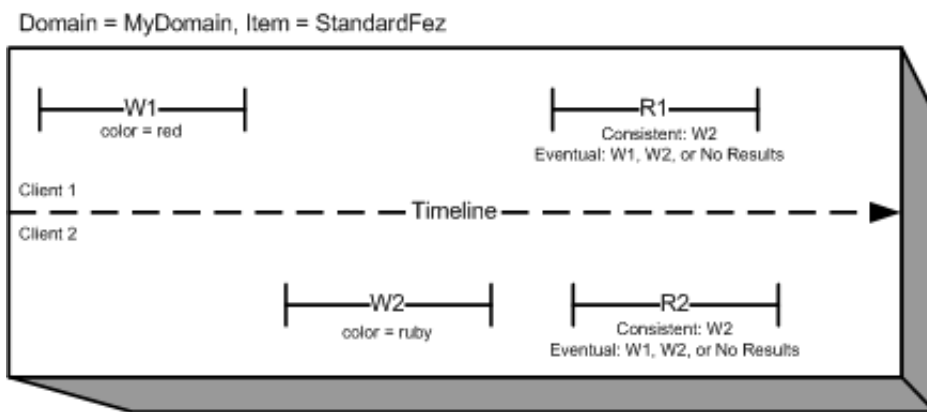 Domain = MyDomain, Item = StandardFez
W1
color = red
R1
Consistent: W2
Eventual: W1, W2, or No Results
Client 1
Timeline
Client 2
W2
color = ruby
R2
Consistent: W2
Eventual: W1, W2, or No Results